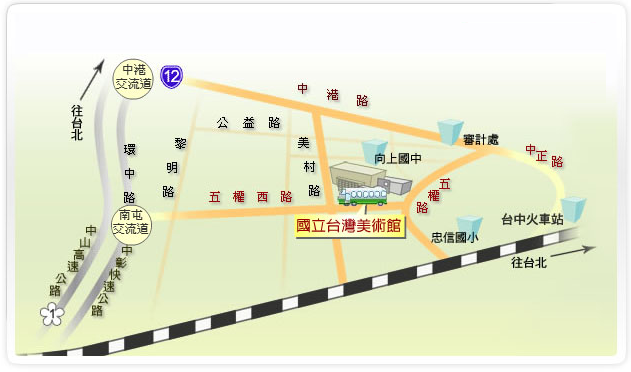 中港
交流道
12
中港路
往台北
公益路
黎明路
美村路
向上國中
審計處
中正路
環中路
五權西路
五權路
南屯
交流道
國立台灣美術館
忠信國小
台中火車站
往台北
中山高速公路
中彰快速公路
1